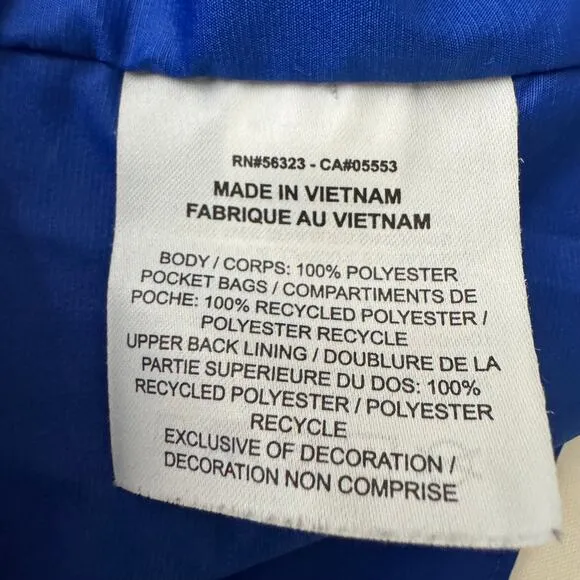 RN#56323 - CA#05553
MADE IN VIETNAM
FABRIQUE AU VIETNAM
BODY / CORPS: 100% POLYESTER
POCKET BAGS / COMPARTIMENTS DE
POCHE: 100% RECYCLED POLYESTER /
POLYESTER RECYCLE
UPPER BACK LINING / DOUBLURE DE LA
PARTIE SUPERIEURE DU DOS: 100%
RECYCLED POLYESTER / POLYESTER
RECYCLE
EXCLUSIVE OF DECORATION /
DECORATION NON COMPRISE